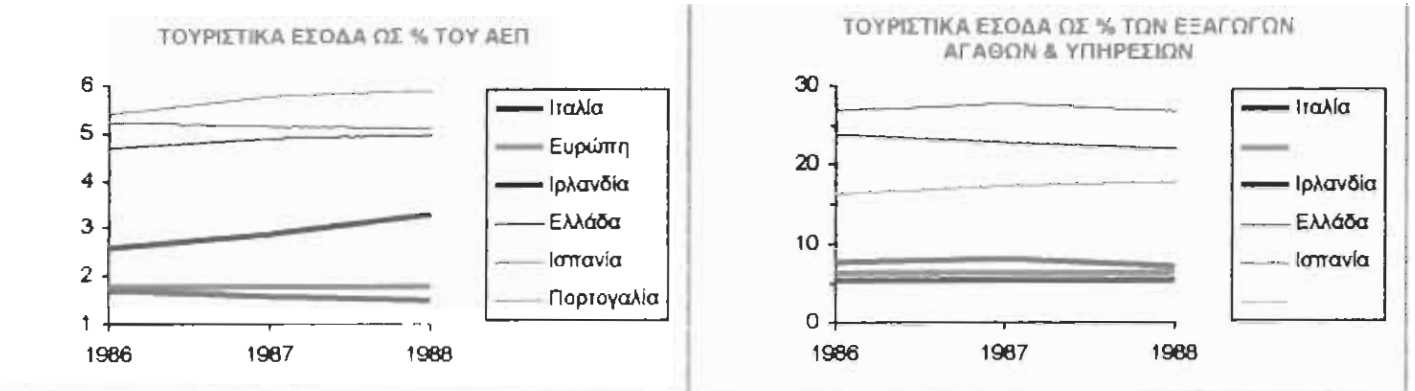 ΤΟΥΡΙΣΤΙΚΑ ΕΣΟΔΑ ΩΣ % ΤΟΥ ΑΕΠ
6
5
4
3
2
1
1986 1987 1988
Ιταλία
Ευρώπη
Ιρλανδία
Ελλάδα
Ισπανία
Πορτογαλία
ΤΟΥΡΙΣΤΙΚΑ ΕΣΟΔΑ ΩΣ % ΤΩΝ ΕΞΑΓΩΓΩΝ
ΑΓΑΘΩΝ & ΥΠΗΡΕΣΙΩΝ
30
20
10
0
1986 1987 1988
Ιταλία
Ιρλανδία
Ελλάδα
Ισπανία